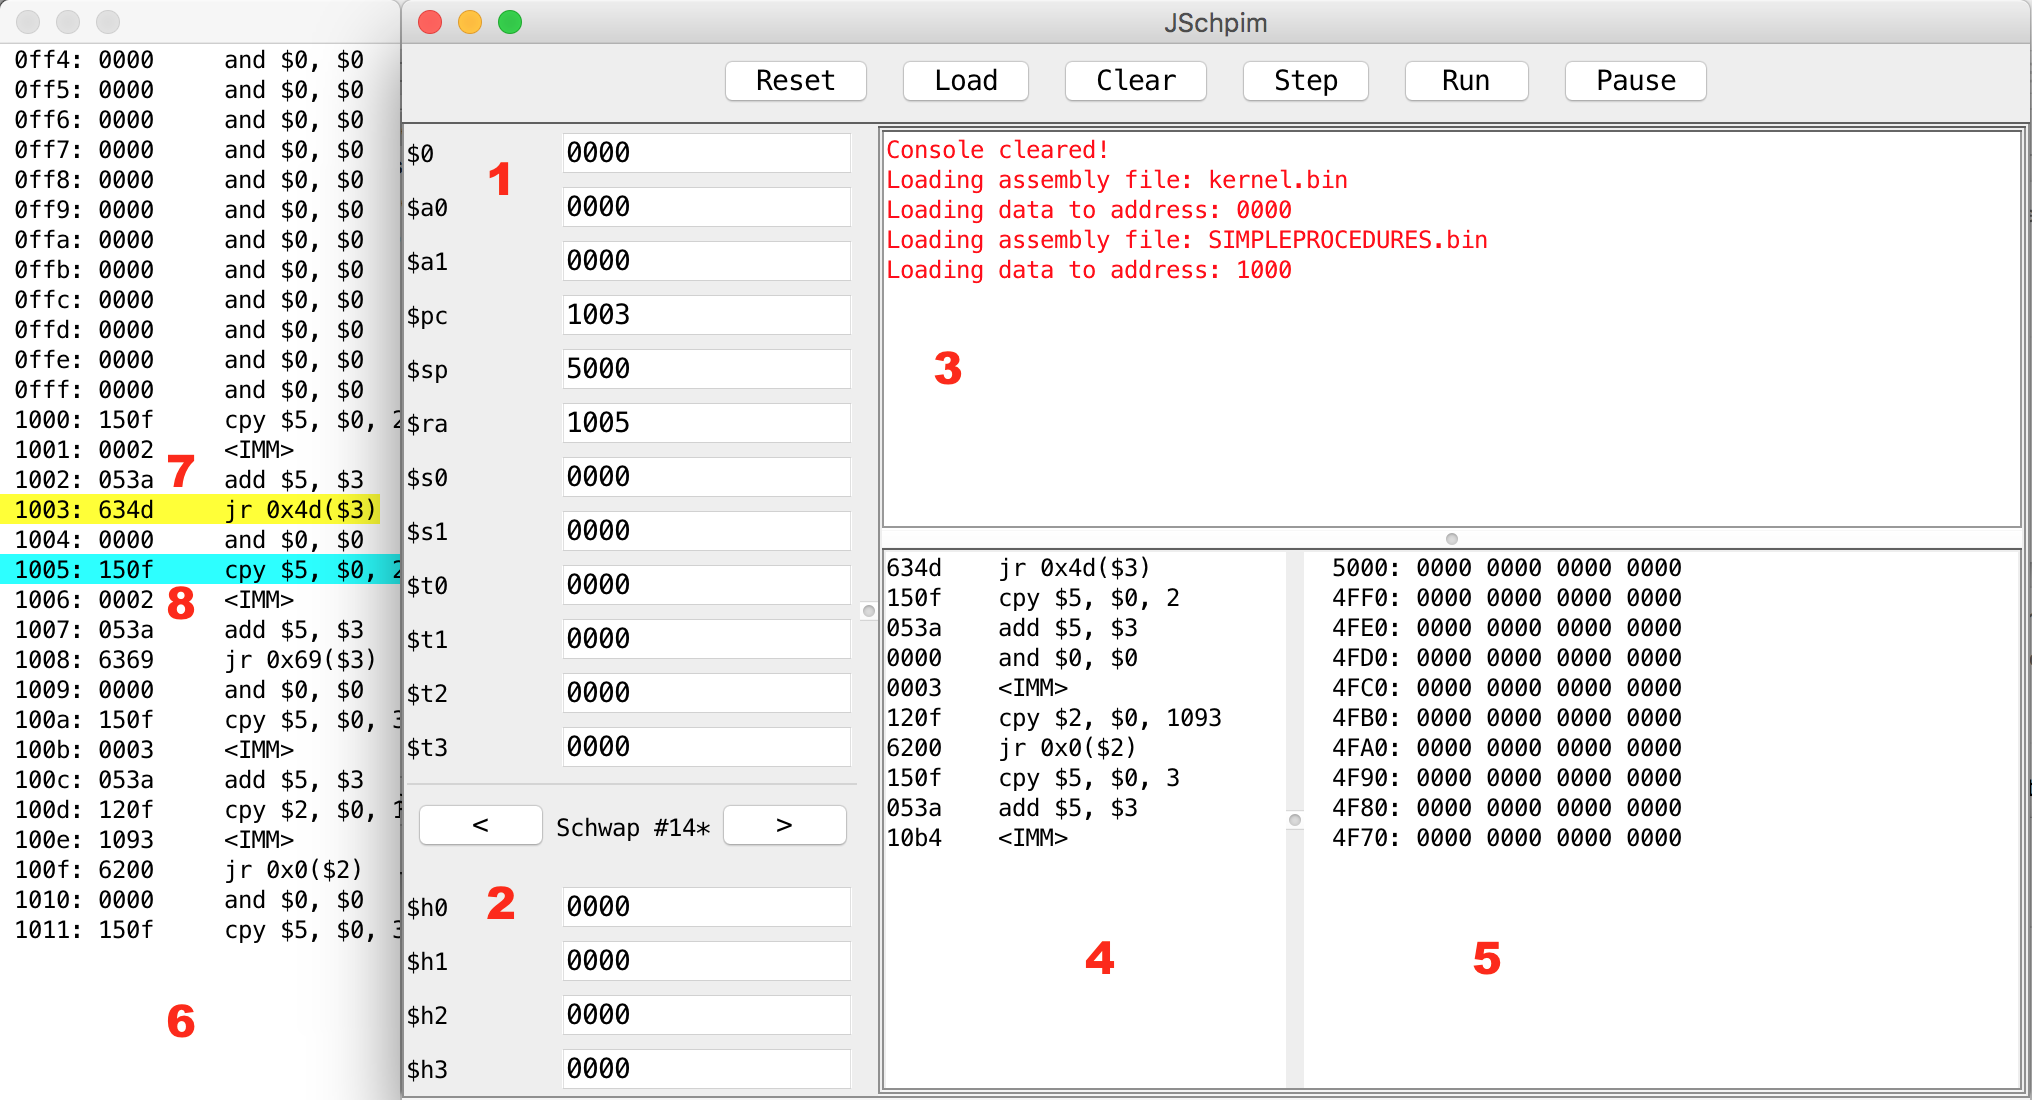 0ff4: 0000     and $0, $0
0ff5: 0000     and $0, $0
0ff6: 0000     and $0, $0
0ff7: 0000     and $0, $0
0ff8: 0000     and $0, $0
0ff9: 0000     and $0, $0
0ffa: 0000     and $0, $0
0ffb: 0000     and $0, $0
0ffc: 0000     and $0, $0
0ffd: 0000     and $0, $0
0ffe: 0000     and $0, $0
0fff: 0000     and $0, $0
1000: 150f     cpy $5, $0,
1001: 0002     <IMM>
7
1002: 053a     add $5, $3
1003: 634d     jr 0x4d($3)
1004: 0000     and $0, $0
1005: 150f     cpy $5, $0,
1006: 0002     <IMM>
8
1007: 053a     add $5, $3
1008: 6369     jr 0x69($3)
1009: 0000     and $0, $0
100a: 150f     cpy $5, $0,
100b: 0003     <IMM>
100c: 053a     add $5, $3
100d: 120f     cpy $2, $0,
100e: 1093     <IMM>
100f: 6200     jr 0x0($2)
1010: 0000     and $0, $0
1011: 150f     cpy $5, $0,
6
JSchpim
Reset Load Clear Step Run Pause
$0 0000
1
$a0 0000
$a1 0000
$pc 1003
$sp 5000
$ra 1005
$s0 0000
$s1 0000
$t0 0000
$t1 0000
$t2 0000
$t3 0000
< Schwap #14* >
$h0 0000
2
$h1 0000
$h2 0000
$h3 0000
Console cleared!
Loading assembly file: kernel.bin
Loading data to address: 0000
Loading assembly file: SIMPLEPROCEDURES.bin
Loading data to address: 1000
3
634d    jr 0x4d($3)
150f    cpy $5, $0, 2
053a    add $5, $3
0000    and $0, $0
0003    <IMM>
120f    cpy $2, $0, 1093
6200    jr 0x0($2)
150f    cpy $5, $0, 3
053a    add $5, $3
10b4    <IMM>
4
5000: 0000 0000 0000 0000
4FF0: 0000 0000 0000 0000
4FE0: 0000 0000 0000 0000
4FD0: 0000 0000 0000 0000
4FC0: 0000 0000 0000 0000
4FB0: 0000 0000 0000 0000
4FA0: 0000 0000 0000 0000
4F90: 0000 0000 0000 0000
4F80: 0000 0000 0000 0000
4F70: 0000 0000 0000 0000
5